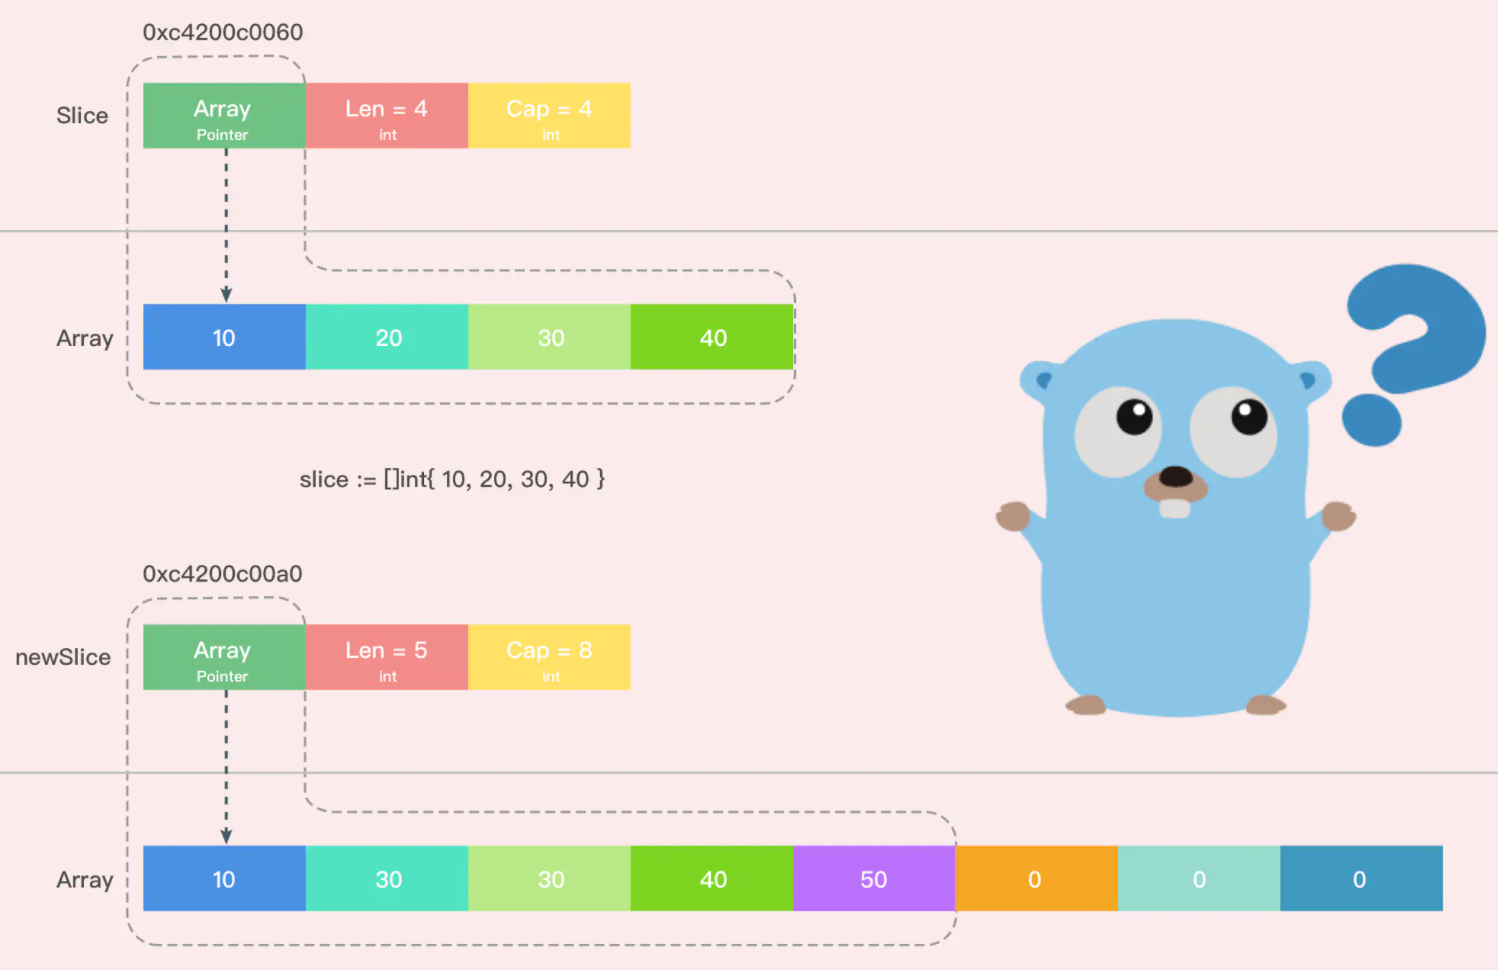 0xc4200c0060
Slice
Array
Pointer
Len = 4
int
Cap = 4
int
Array
10
20
30
40
slice := []int{ 10, 20, 30, 40 }
0xc4200c00a0
newSlice
Array
Pointer
Len = 5
int
Cap = 8
int
Array
10
30
30
40
50
0
0
0
?